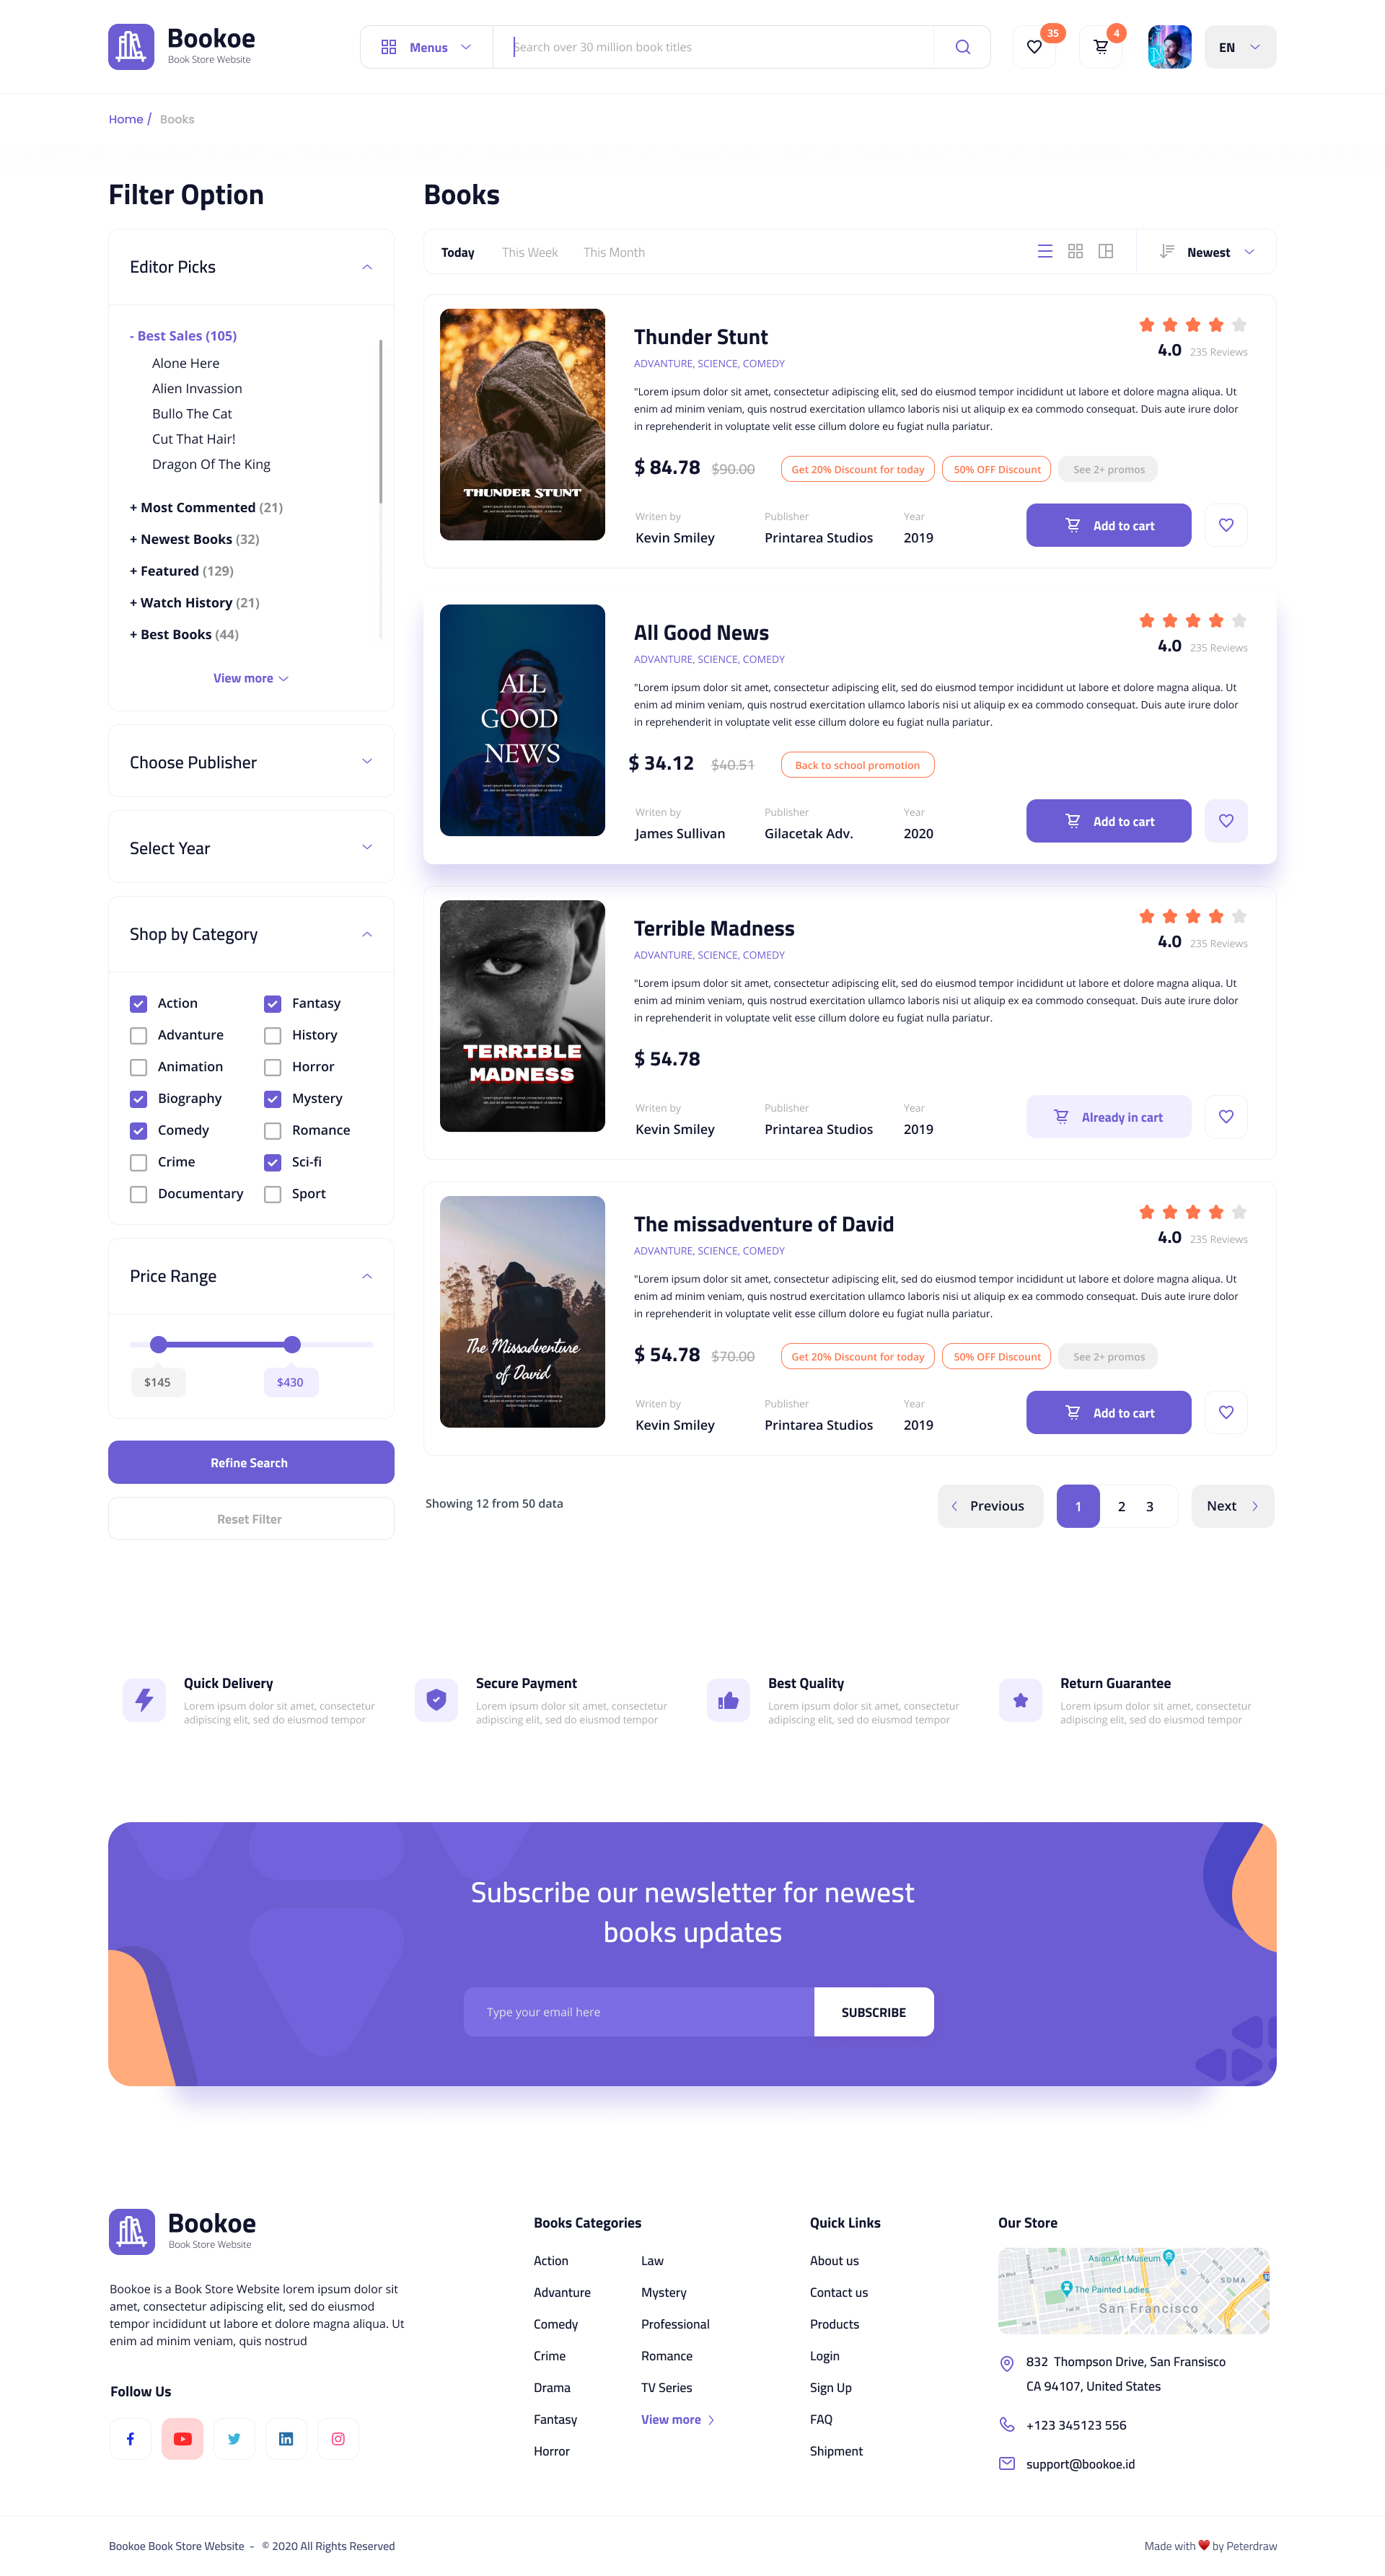 Bookoe
Book Store Website
Menus
Search over 30 million book titles
35
4
EN
Home / Books
Filter Option
Editor Picks
- Best Sales (105)
Alone Here
Alien Invassion
Bullo The Cat
Cut That Hair!
Dragon Of The King
+ Most Commented (21)
+ Newest Books (32)
+ Featured (129)
+ Watch History (21)
+ Best Books (44)
View more
Choose Publisher
Select Year
Shop by Category
Action
Fantasy
Advanture
History
Animation
Horror
Biography
Mystery
Comedy
Romance
Crime
Sci-fi
Documentary
Sport
Price Range
$145
$430
Refine Search
Reset Filter
Books
Today
This Week
This Month
Newest
THUNDER STUNT
Thunder Stunt
ADVANTURE, SCIENCE, COMEDY
4.0 235 Reviews
"Lorem ipsum dolor sit amet, consectetur adipiscing elit, sed do eiusmod tempor incididunt ut labore et dolore magna aliqua. Ut
enim ad minim veniam, quis nostrud exercitation ullamco laboris nisi ut aliquip ex ea commodo consequat. Duis aute irure dolor
in reprehenderit in voluptate velit esse cillum dolore eu fugiat nulla pariatur.
$ 84.78 $90.00
Get 20% Discount for today
50% OFF Discount
See 2+ promos
Writen by
Publisher
Year
Kevin Smiley
Printarea Studios
2019
Add to cart
ALL
GOOD
NEWS
All Good News
ADVANTURE, SCIENCE, COMEDY
4.0 235 Reviews
"Lorem ipsum dolor sit amet, consectetur adipiscing elit, sed do eiusmod tempor incididunt ut labore et dolore magna aliqua. Ut
enim ad minim veniam, quis nostrud exercitation ullamco laboris nisi ut aliquip ex ea commodo consequat. Duis aute irure dolor
in reprehenderit in voluptate velit esse cillum dolore eu fugiat nulla pariatur.
$ 34.12 $40.51
Back to school promotion
Writen by
Publisher
Year
James Sullivan
Gilacetak Adv.
2020
Add to cart
TERRIBLE
MADNESS
Terrible Madness
ADVANTURE, SCIENCE, COMEDY
4.0 235 Reviews
"Lorem ipsum dolor sit amet, consectetur adipiscing elit, sed do eiusmod tempor incididunt ut labore et dolore magna aliqua. Ut
enim ad minim veniam, quis nostrud exercitation ullamco laboris nisi ut aliquip ex ea commodo consequat. Duis aute irure dolor
in reprehenderit in voluptate velit esse cillum dolore eu fugiat nulla pariatur.
$ 54.78
Writen by
Publisher
Year
Kevin Smiley
Printarea Studios
2019
Already in cart
The Missadventure
of David
The missadventure of David
ADVANTURE, SCIENCE, COMEDY
4.0 235 Reviews
"Lorem ipsum dolor sit amet, consectetur adipiscing elit, sed do eiusmod tempor incididunt ut labore et dolore magna aliqua. Ut
enim ad minim veniam, quis nostrud exercitation ullamco laboris nisi ut aliquip ex ea commodo consequat. Duis aute irure dolor
in reprehenderit in voluptate velit esse cillum dolore eu fugiat nulla pariatur.
$ 54.78 $70.00
Get 20% Discount for today
50% OFF Discount
See 2+ promos
Writen by
Publisher
Year
Kevin Smiley
Printarea Studios
2019
Add to cart
Showing 12 from 50 data
Previous
1
2
3
Next
Quick Delivery
Lorem ipsum dolor sit amet, consectetur
adipiscing elit, sed do eiusmod tempor
Secure Payment
Lorem ipsum dolor sit amet, consectetur
adipiscing elit, sed do eiusmod tempor
Best Quality
Lorem ipsum dolor sit amet, consectetur
adipiscing elit, sed do eiusmod tempor
Return Guarantee
Lorem ipsum dolor sit amet, consectetur
adipiscing elit, sed do eiusmod tempor
Subscribe our newsletter for newest
books updates
Type your email here
SUBSCRIBE
Bookoe
Book Store Website
Bookoe is a Book Store Website lorem ipsum dolor sit
amet, consectetur adipiscing elit, sed do eiusmod
tempor incididunt ut labore et dolore magna aliqua. Ut
enim ad minim veniam, quis nostrud
Follow Us
Books Categories
Action
Advanture
Comedy
Crime
Drama
Fantasy
Horror
Law
Mystery
Professional
Romance
TV Series
View more
Quick Links
About us
Contact us
Products
Login
Sign Up
FAQ
Shipment
Our Store
Asian Art Museum
SOMA
The Painted Ladies
San Francisco
832 Thompson Drive, San Fransisco
CA 94107, United States
+123 345123 556
support@bookoe.id
Bookoe Book Store Website - © 2020 All Rights Reserved
Made with ❤ by Peterdraw